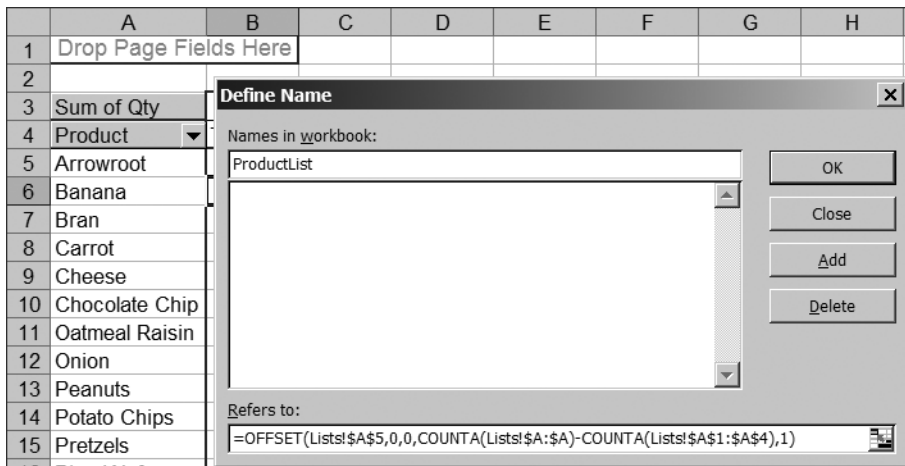 A B C D E F G H
1 Drop Page Fields Here
2
Define Name
3 Sum of Qty
4 Product
Names in workbook:
5 Arrowroot
ProductList
OK
6 Banana
7 Bran
Close
8 Carrot
9 Cheese
Add
10 Chocolate Chip
Delete
11 Oatmeal Raisin
12 Onion
13 Peanuts
14 Potato Chips
Refers to:
15 Pretzels
=OFFSET(Lists!$A$5,0,0,COUNTA(Lists!$A:$A)-COUNTA(Lists!$A$1:$A$4),1)